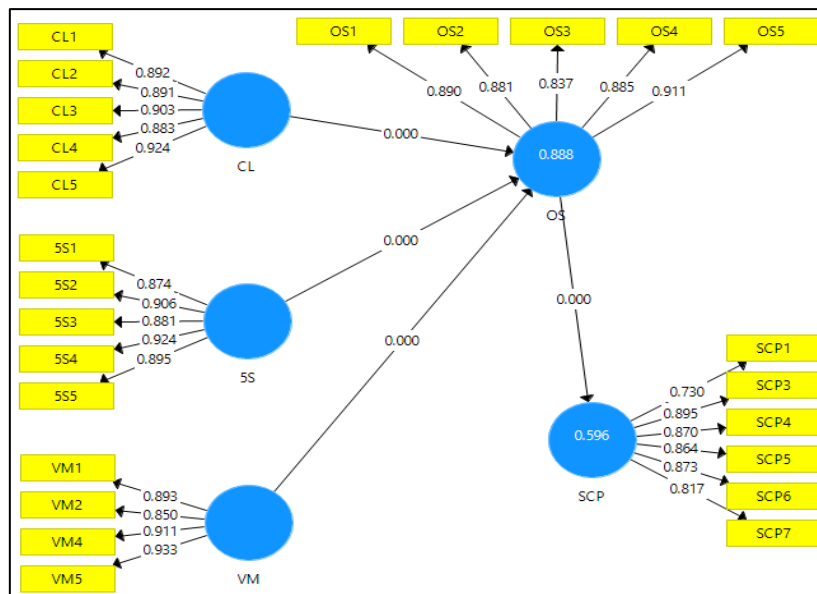 CL1
CL2
CL3
CL4
CL5
0.892
0.891
0.903
0.883
0.924
CL
OS1
OS2
OS3
OS4
OS5
0.890
0.881
0.837
0.885
0.911
0.888
OS
0.000
5S1
5S2
5S3
5S4
5S5
0.874
0.906
0.881
0.924
0.895
5S
0.000
0.000
0.000
VM1
VM2
VM4
VM5
0.893
0.850
0.911
0.933
VM
0.596
SCP
0.730
0.895
0.870
0.864
0.873
0.817
SCP1
SCP3
SCP4
SCP5
SCP6
SCP7